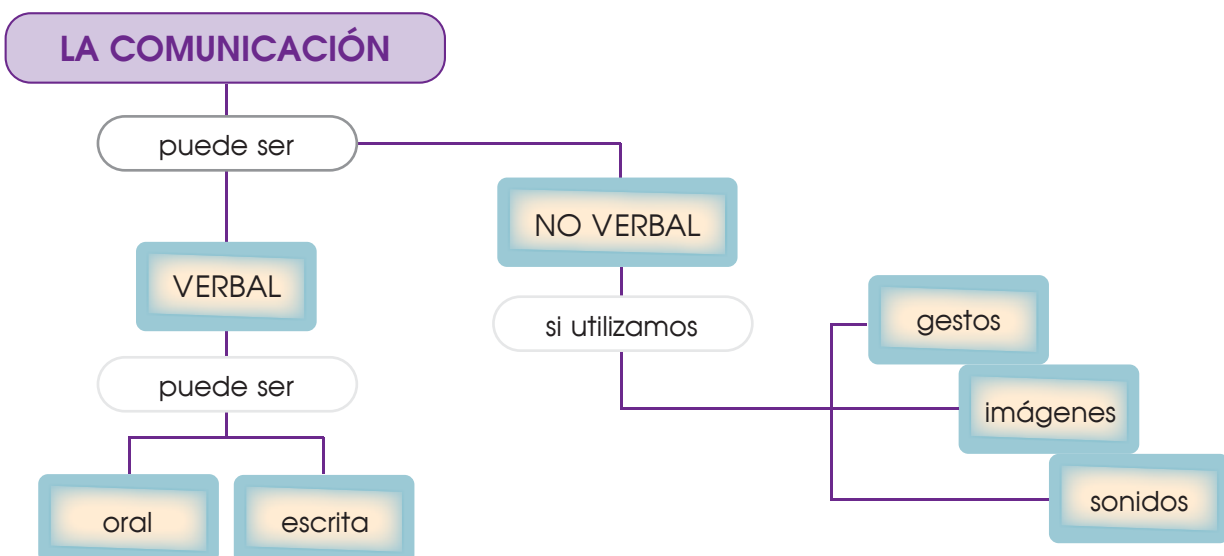 LA COMUNICACIÓN
puede ser
VERBAL
puede ser
oral
escrita
NO VERBAL
si utilizamos
gestos
imágenes
sonidos